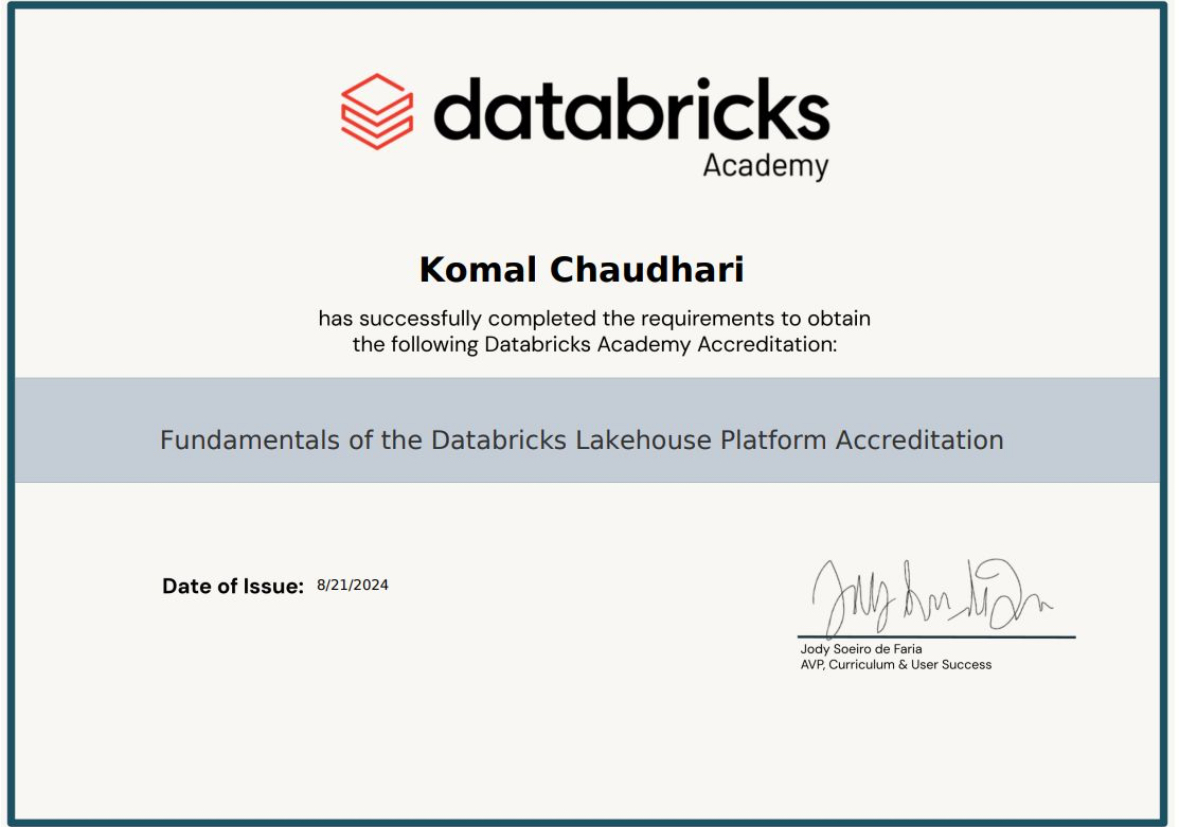 databricks
Academy
Komal Chaudhari
has successfully completed the requirements to obtain
the following Databricks Academy Accreditation:
Fundamentals of the Databricks Lakehouse Platform Accreditation
Date of Issue: 8/21/2024
Jody Soeiro de Faria
AVP, Curriculum & User Success